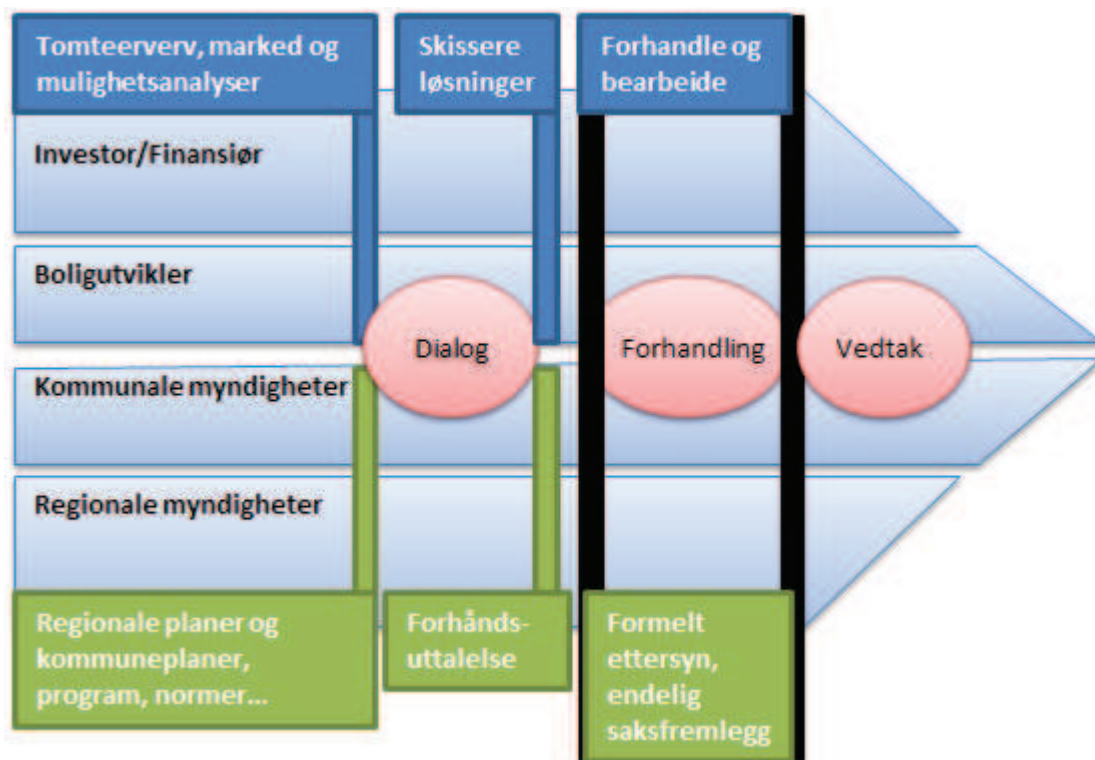 Tomteerverv, marked og
mulighetsanalyser
Skissere
løsninger
Forhandle og
bearbeide
Investor/Finansiør
Boligutvikler
Dialog
Forhandling
Vedtak
Kommunale myndigheter
Regionale myndigheter
Regionale planer og
kommuneplaner,
program, normer...
Forhånds-
uttalelse
Formelt
ettersyn,
endelig
saksfremlegg